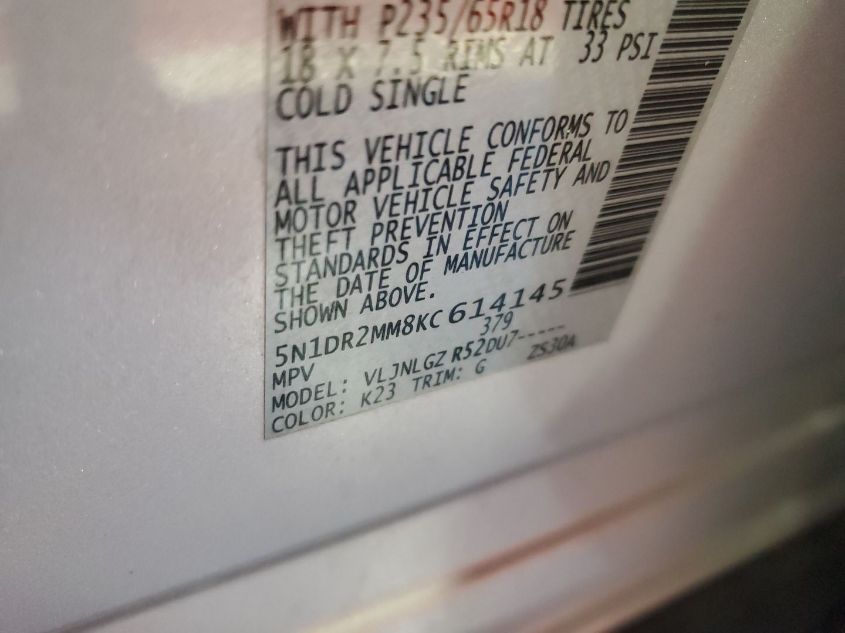 WITH P235/65R18 TIRES
18 X 7.5 RIMS AT 33 PSI
COLD SINGLE
THIS VEHICLE CONFORMS TO
ALL APPLICABLE FEDERAL
MOTOR VEHICLE SAFETY AND
THEFT PREVENTION
STANDARDS IN EFFECT ON
THE DATE OF MANUFACTURE
SHOWN ABOVE.
5N1DR2MM8KC614145
MPV 379
MODEL: VLJNLGZ R52DU7-----
COLOR: K23 TRIM: G ZS30A